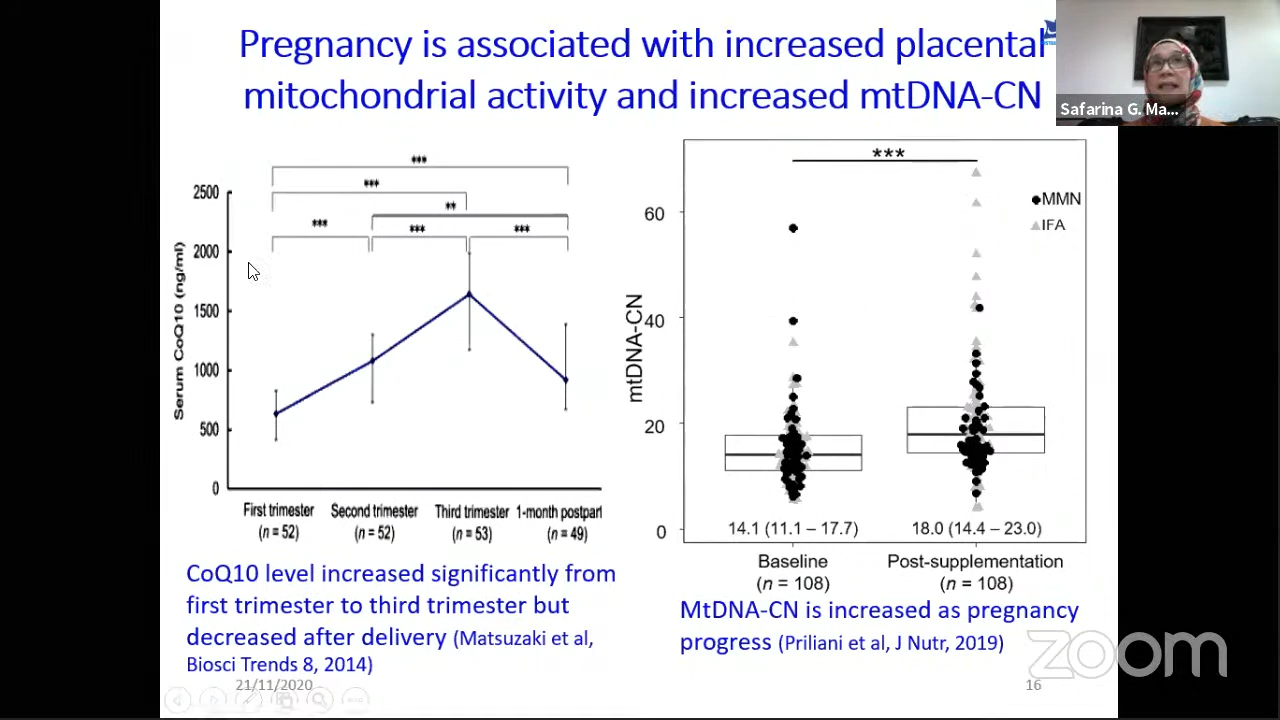 Pregnancy is associated with increased placental
mitochondrial activity and increased mtDNA-CN
Safarina G. Ma...
***
***
**
*** *** ***
2500
2000
1500
1000
500
0
Serum CoQ10 (ng/ml)
First trimester Second trimester Third trimester 1-month postpart
(n = 52) (n = 52) (n = 53) (n = 49)
CoQ10 level increased significantly from
first trimester to third trimester but
decreased after delivery (Matsuzaki et al,
Biosci Trends 8, 2014)
***
MMN
IFA
60
40
20
0
mtDNA-CN
14.1 (11.1 – 17.7) 18.0 (14.4 – 23.0)
Baseline Post-supplementation
(n = 108) (n = 108)
MtDNA-CN is increased as pregnancy
progress (Priliani et al, J Nutr, 2019)
zoom
21/11/2020 16